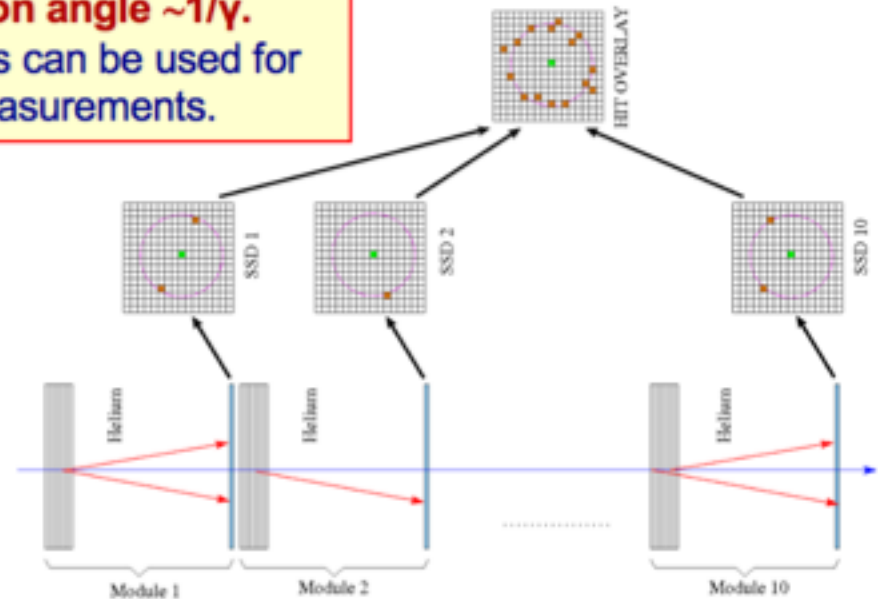 on angle ~1/γ.
s can be used for
easurements.
HIT OVERLAY
SSD 1
SSD 2
SSD 10
Helium
Helium
Helium
Module 1
Module 2
Module 10